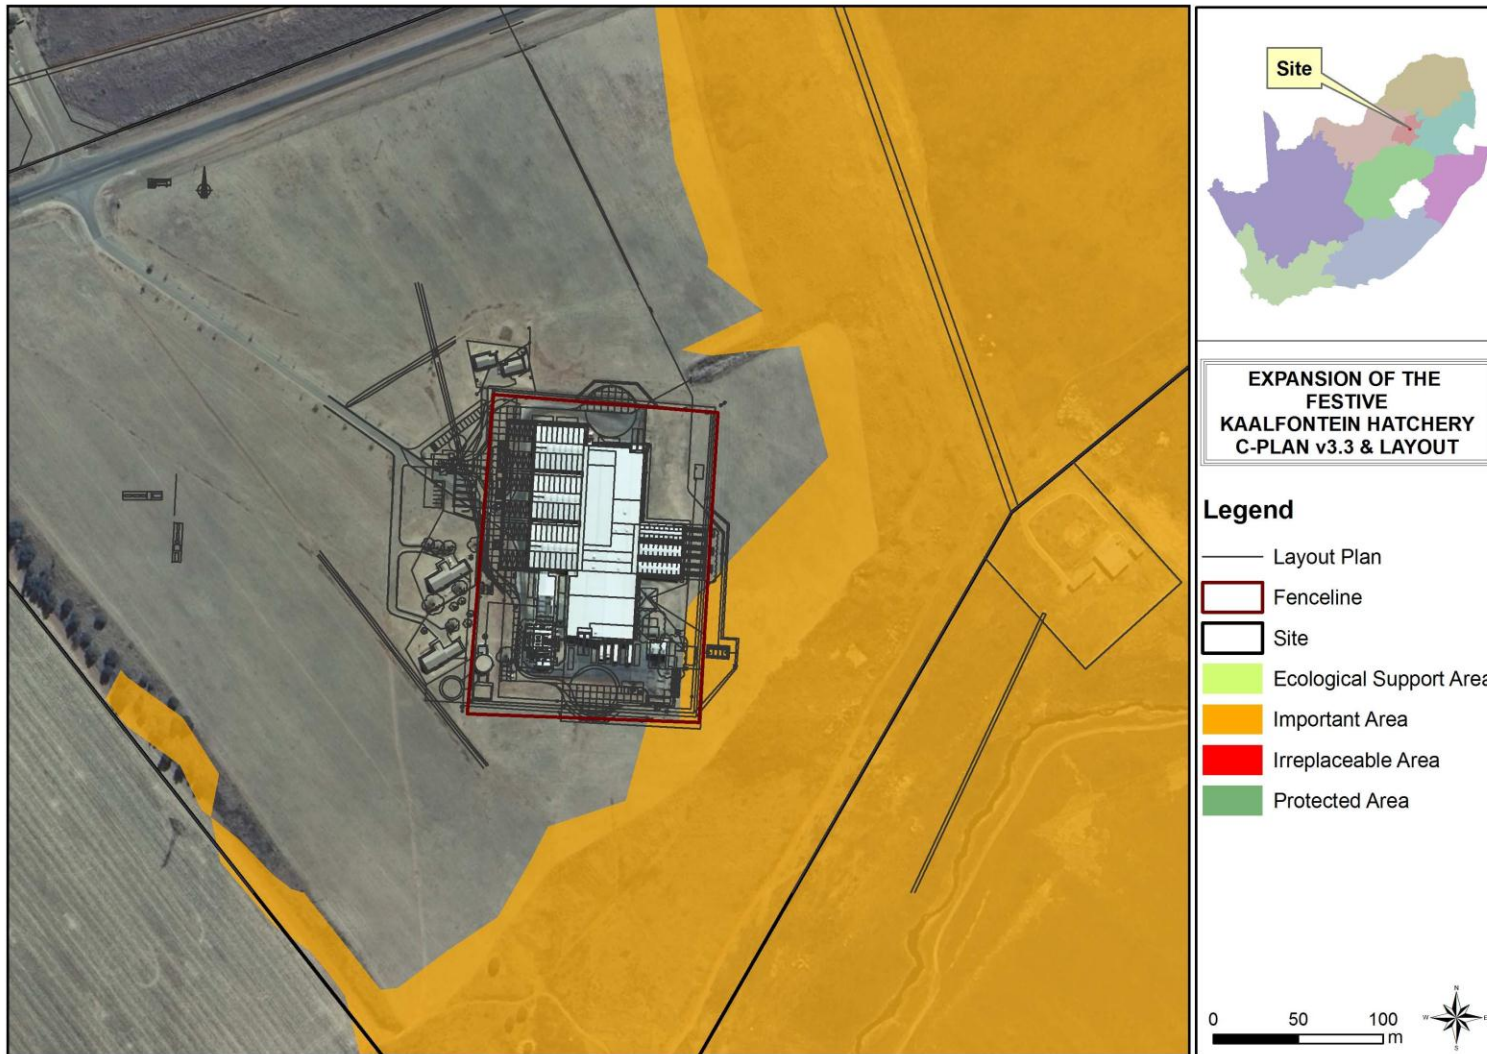 Site
EXPANSION OF THE
FESTIVE
KAALFONTEIN HATCHERY
C-PLAN v3.3 & LAYOUT
Legend
Layout Plan
Fenceline
Site
Ecological Support Area
Important Area
Irreplaceable Area
Protected Area
N
W E
S
0 50 100
m